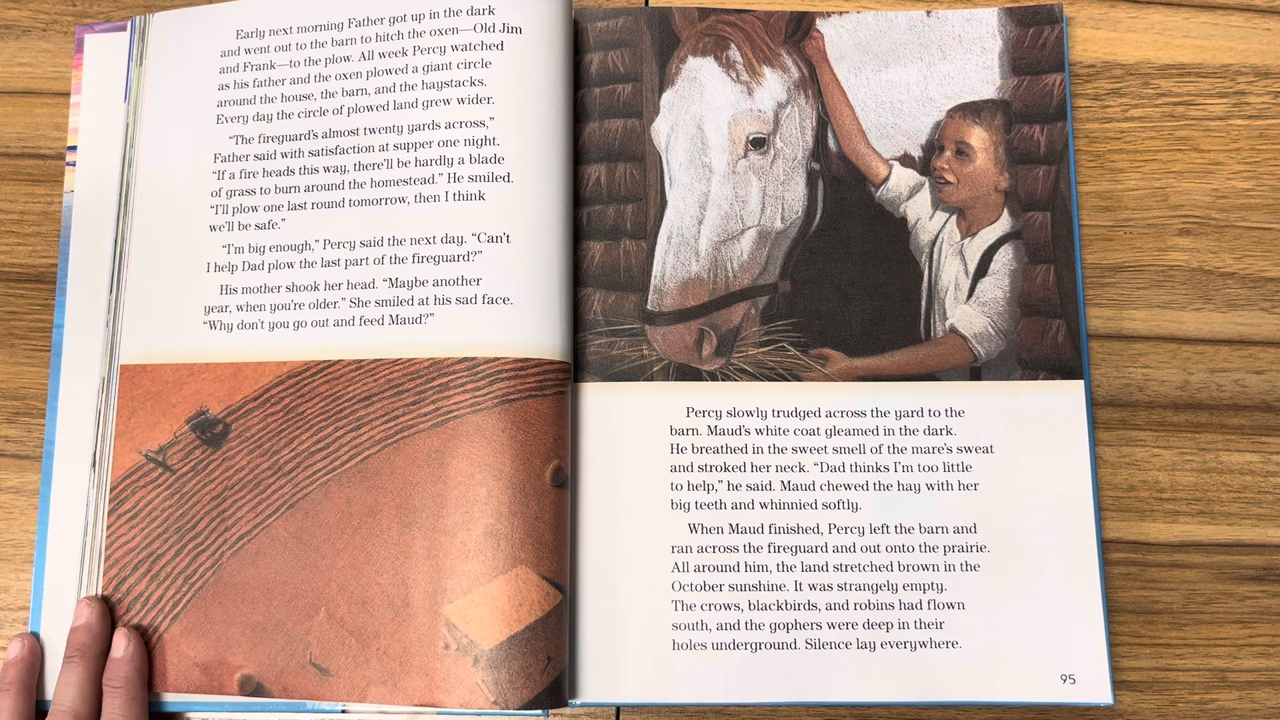 Early next morning Father got up in the dark
and went out to the barn to hitch the oxen—Old Jim
and Frank—to the plow. All week Percy watched
as his father and the oxen plowed a giant circle
around the house, the barn, and the haystacks.
Every day the circle of plowed land grew wider.
“The fireguard’s almost twenty yards across,”
Father said with satisfaction at supper one night.
“If a fire heads this way, there’ll be hardly a blade
of grass to burn around the homestead.” He smiled.
“I’ll plow one last round tomorrow, then I think
we’ll be safe.”
“I’m big enough,” Percy said the next day. “Can’t
I help Dad plow the last part of the fireguard?”
His mother shook her head. “Maybe another
year, when you’re older.” She smiled at his sad face.
“Why don’t you go out and feed Maud?”
Percy slowly trudged across the yard to the
barn. Maud’s white coat gleamed in the dark.
He breathed in the sweet smell of the mare’s sweat
and stroked her neck. “Dad thinks I’m too little
to help,” he said. Maud chewed the hay with her
big teeth and whinnied softly.
When Maud finished, Percy left the barn and
ran across the fireguard and out onto the prairie.
All around him, the land stretched brown in the
October sunshine. It was strangely empty.
The crows, blackbirds, and robins had flown
south, and the gophers were deep in their
holes underground. Silence lay everywhere.
95